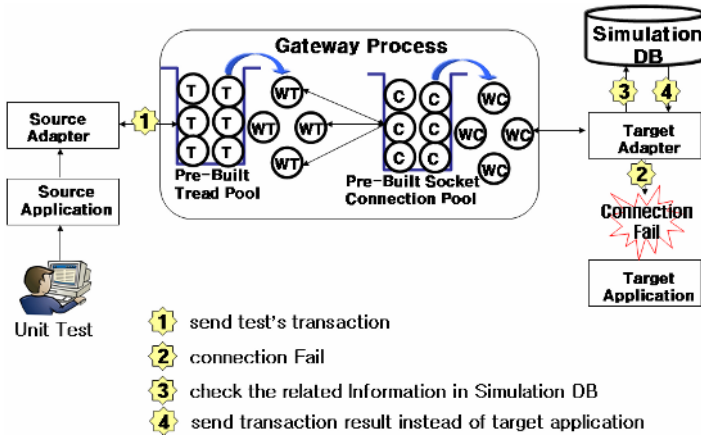 Gateway Process
Simulation
DB
T
T
T
T
T
T
WT
WT
WT
WT
C
C
C
C
C
C
WC
WC
WC
WC
3
4
Source
Adapter
1
Target
Adapter
Pre-Built
Tread Pool
Pre-Built Socket
Connection Pool
2
Connection
Fail
Source
Application
Target
Application
Unit Test
1 send test's transaction
2 connection Fail
3 check the related Information in Simulation DB
4 send transaction result instead of target application